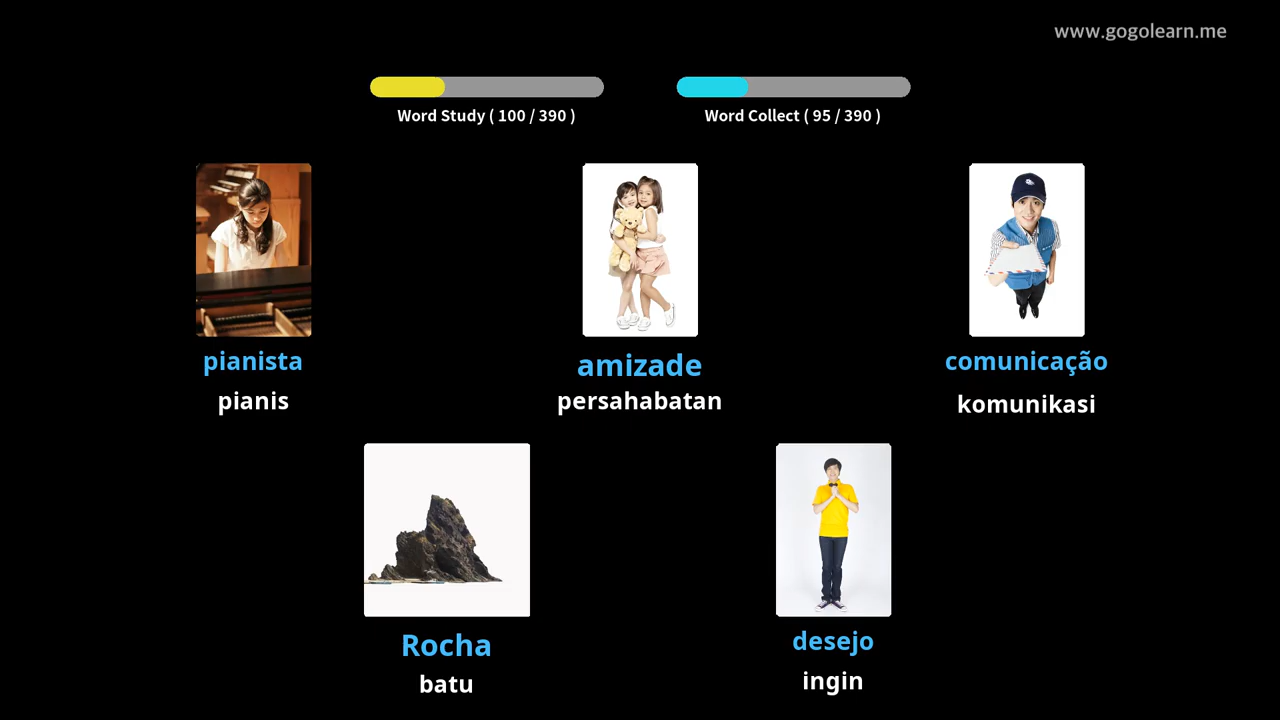 www.gogolearn.me
Word Study ( 100 / 390 )
Word Collect ( 95 / 390 )
pianista
pianis
amizade
persahabatan
comunicação
komunikasi
Rocha
batu
desejo
ingin